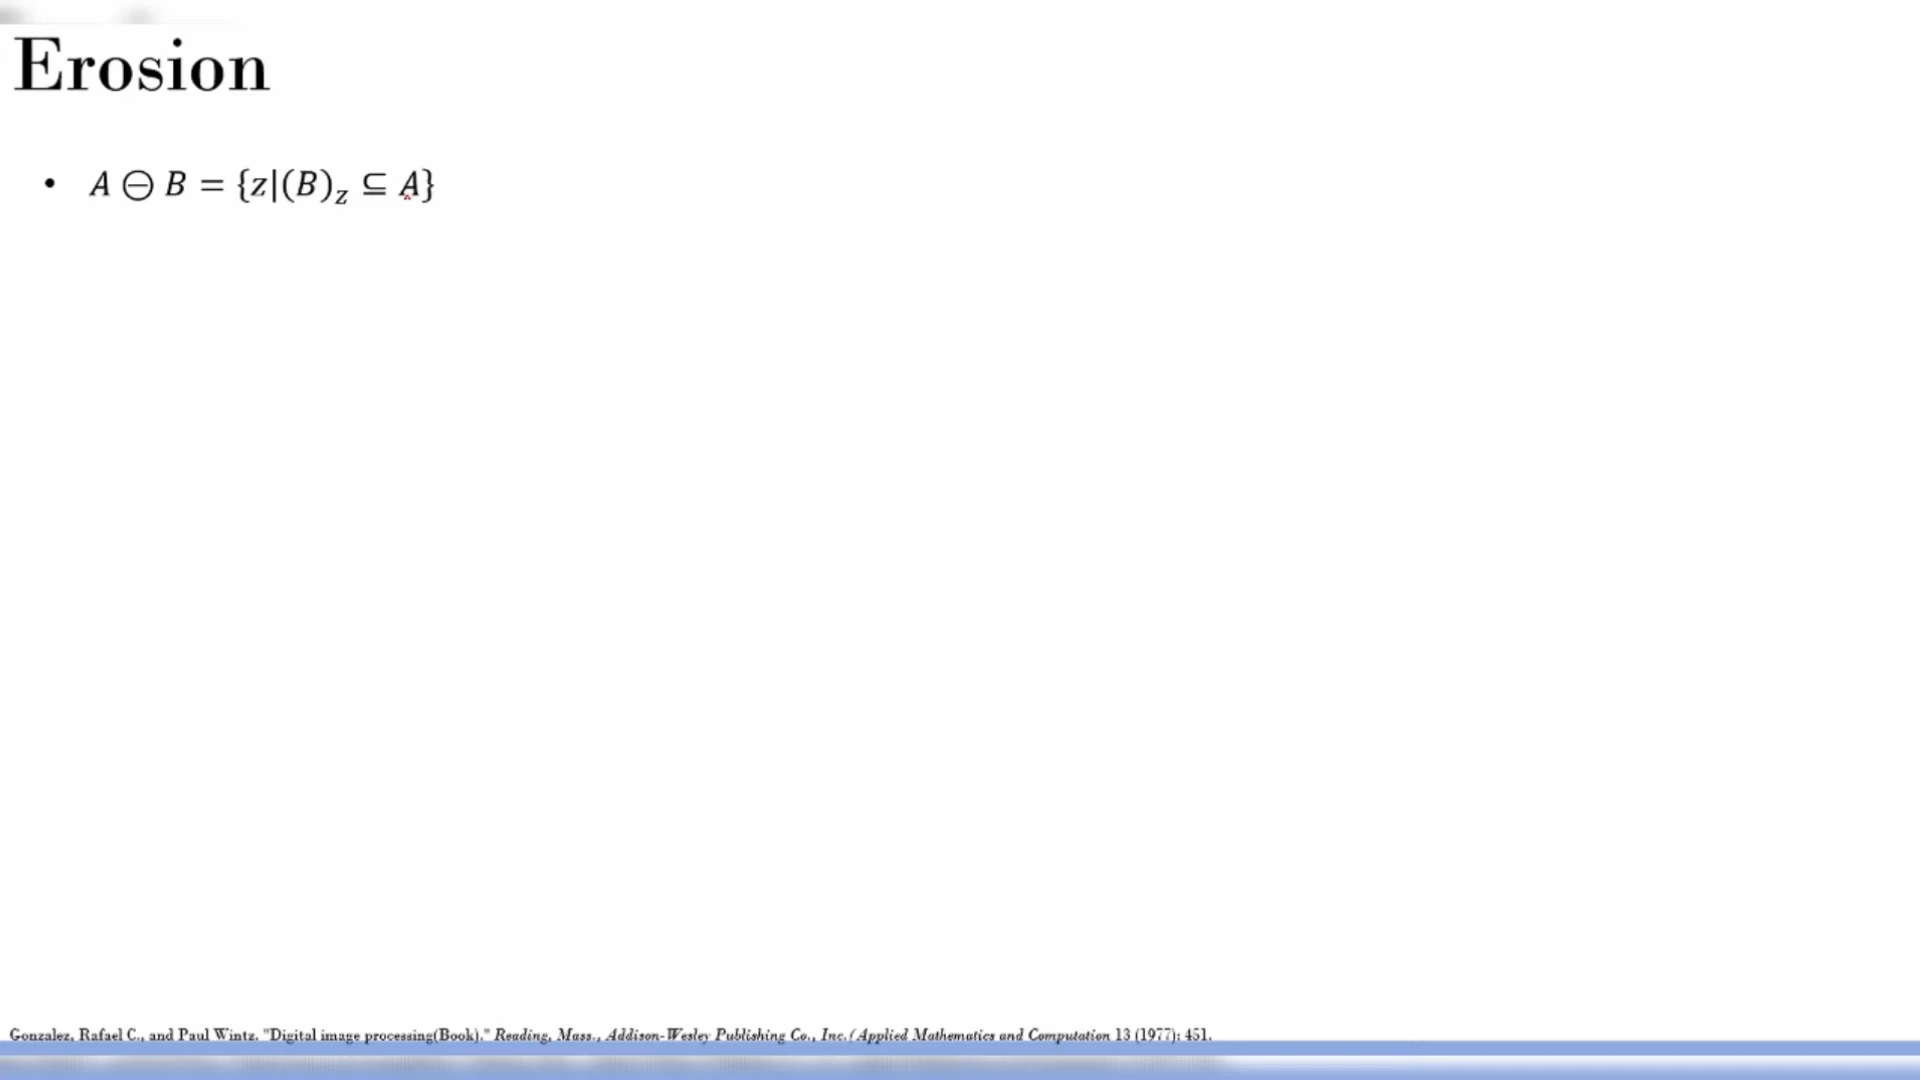 Erosion
• A ⊖ B = {z|(B)z ⊆ A}
Gonzalez, Rafael C., and Paul Wintz. "Digital image processing(Book)." Reading, Mass., Addison-Wesley Publishing Co., Inc.(Applied Mathematics and Computation 13 (1977): 451.